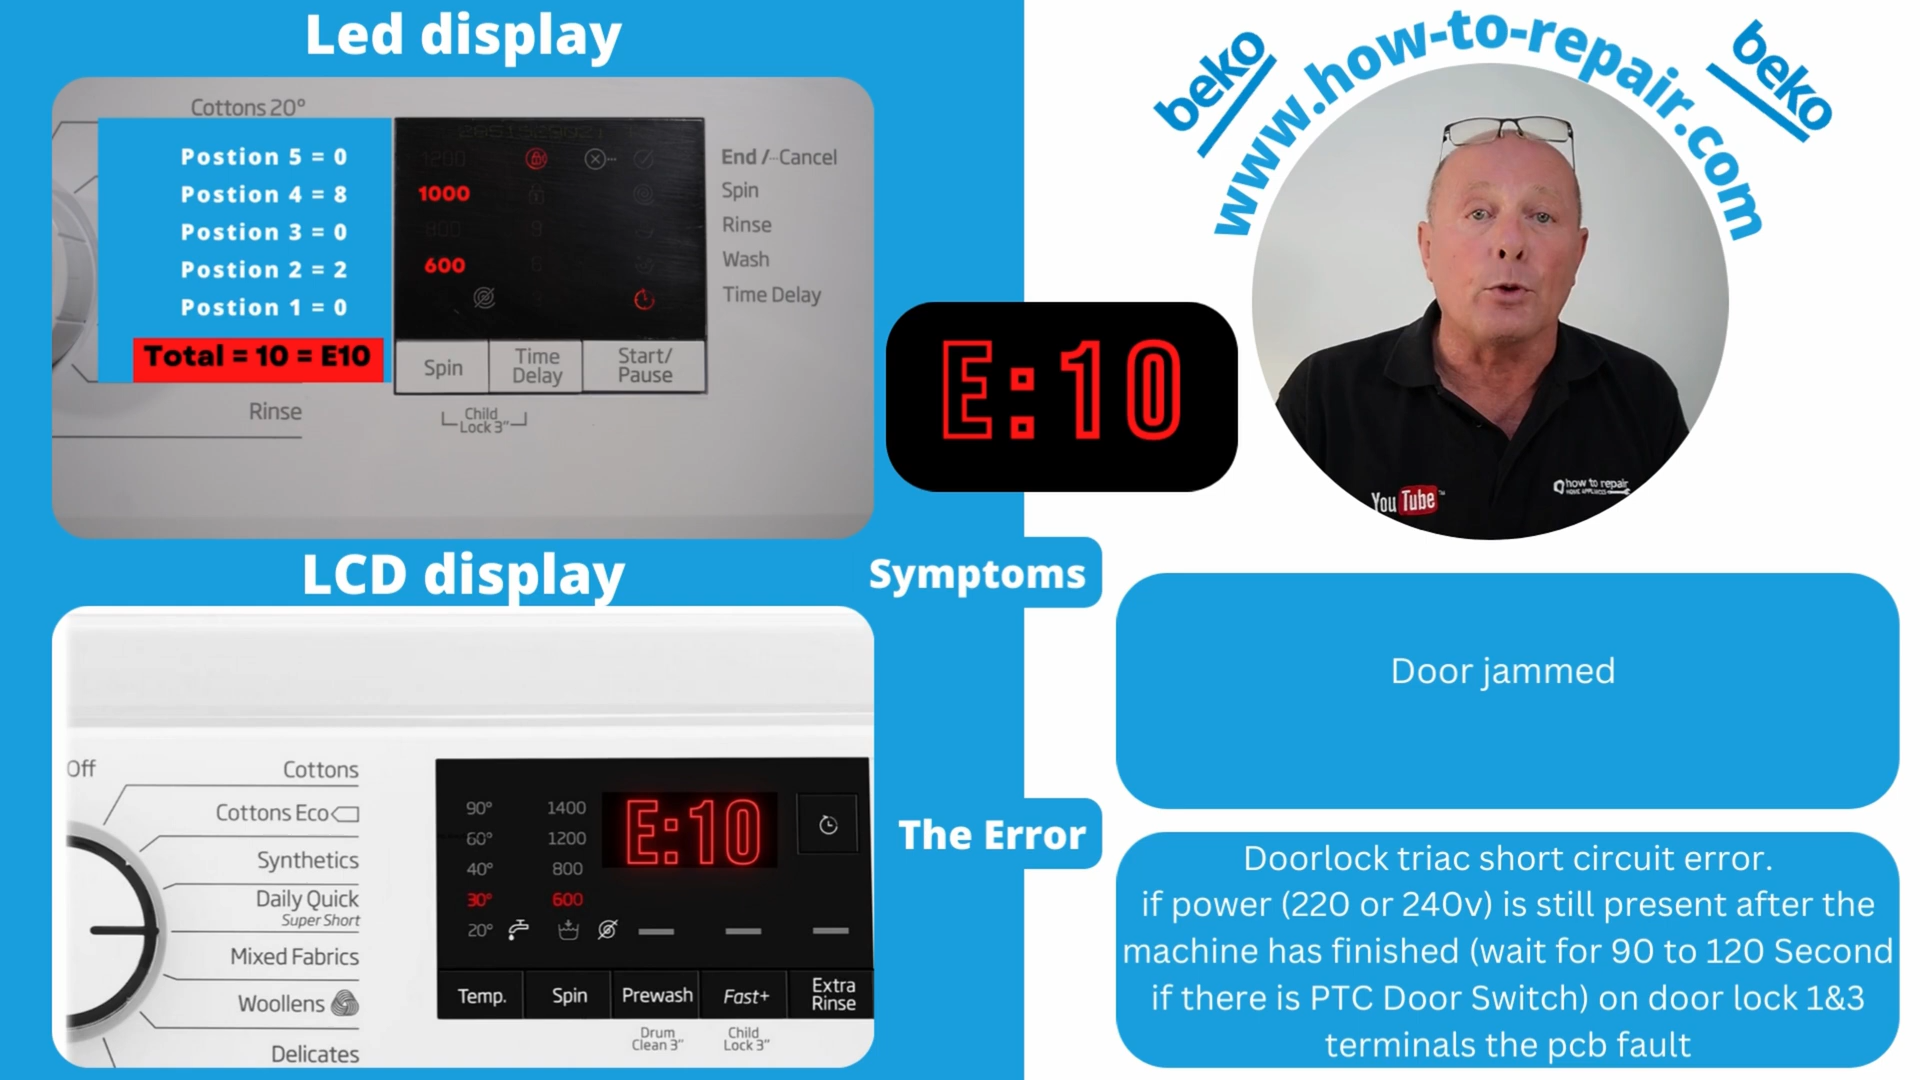 Led display
Cottons 20°
Postion 5 = 0
Postion 4 = 8
Postion 3 = 0
Postion 2 = 2
Postion 1 = 0
Total = 10 = E10
Rinse
1200
1000
800
600
End / Cancel
Spin
Rinse
Wash
Time Delay
Spin
Time
Delay
Start/
Pause
Child
Lock 3"
E:10
beko
www.how-to-repair.com
beko
YouTube
how to repair
HOME APPLIANCES
LCD display
Off
Cottons
Cottons Eco
Synthetics
Daily Quick
Super Short
Mixed Fabrics
Woollens
Delicates
90° 1400
60° 1200
40° 800
30° 600
20°
E:10
Temp.
Spin
Prewash
Fast+
Extra
Rinse
Drum
Clean 3"
Child
Lock 3"
Symptoms
Door jammed
The Error
Doorlock triac short circuit error.
if power (220 or 240v) is still present after the
machine has finished (wait for 90 to 120 Second
if there is PTC Door Switch) on door lock 1&3
terminals the pcb fault